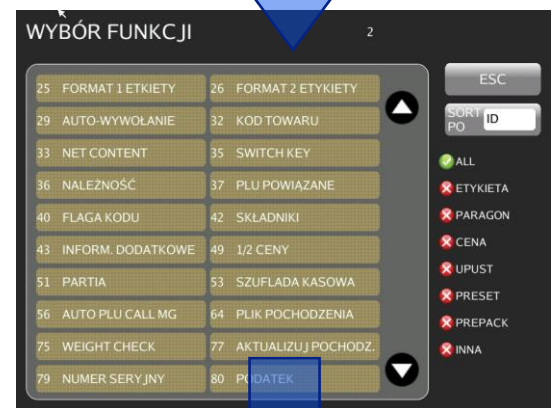 WYBÓR FUNKCJI 2
25 FORMAT 1 ETKIETY 26 FORMAT 2 ETYKIETY
29 AUTO-WYWOŁANIE 32 KOD TOWARU
33 NET CONTENT 35 SWITCH KEY
36 NALEŻNOŚĆ 37 PLU POWIĄZANE
40 FLAGA KODU 42 SKŁADNIKI
43 INFORM. DODATKOWE 49 1/2 CENY
51 PARTIA 53 SZUFLADA KASOWA
56 AUTO PLU CALL MG 64 PLIK POCHODZENIA
75 WEIGHT CHECK 77 AKTUALIZUJ POCHODZ.
79 NUMER SERYJNY 80 PODATEK
ESC
SORT PO ID
ALL
ETYKIETA
PARAGON
CENA
UPUST
PRESET
PREPACK
INNA